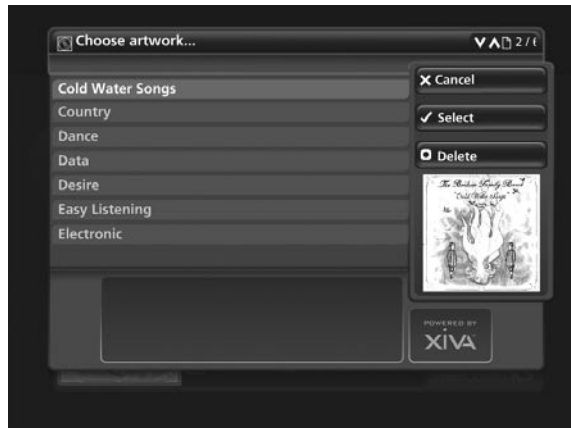 Choose artwork...
2/6
Cold Water Songs
Country
Dance
Data
Desire
Easy Listening
Electronic
Cancel
Select
Delete
The Family Band
"Cold Water Songs"
POWERED BY
XiVA